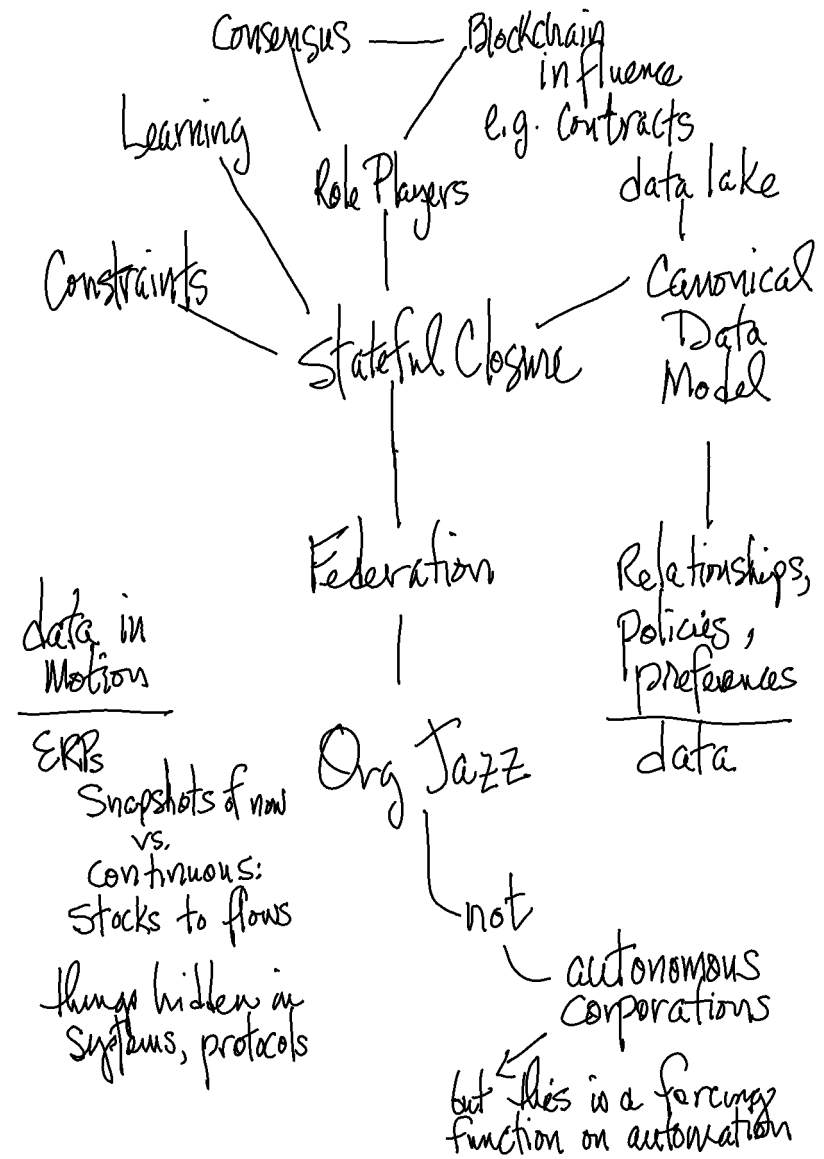 Consensus
Blockchain
influence
e.g. contracts
Learning
Role Players
data lake
Constraints
Canonical
Data
Model
Stateful Closure
Federation
Relationships,
policies,
preferences
data
data in
motion
ERPs
Snapshots of now
vs.
continuous:
stocks to flows
things hidden in
systems, protocols
Org Jazz
not
autonomous
corporations
but this is a forcing
function on automation